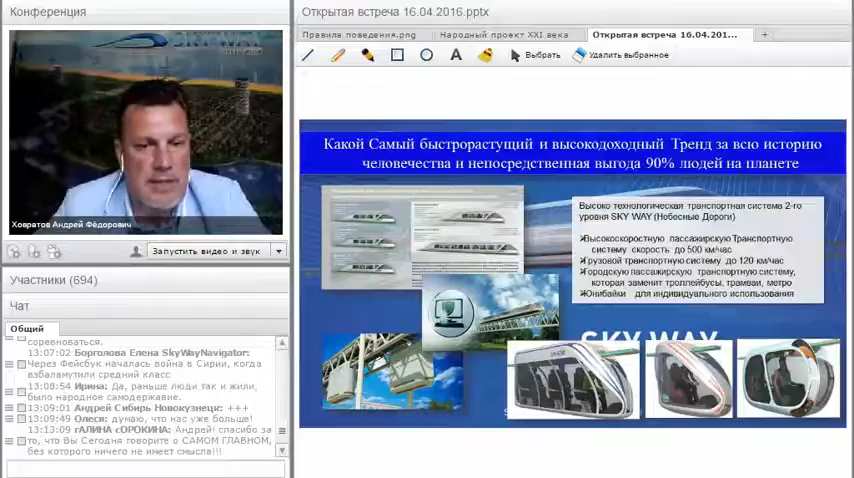 Конференция
SKYWAY
Ховратов Андрей Фёдорович
Запустить видео и звук
Участники (694)
Чат
Общий
соревноваться.
13:07:02 Борголова Елена SkyWayNavigator:
Через Фейсбук началась война в Сирии, когда
взбаламутили средний класс
13:08:54 Ирина: Да, раньше люди так и жили,
было народное самодержавие.
13:09:01 Андрей Сибирь Новокузнецк: +++
13:09:49 Олеся: думаю, что нас уже больше!
13:13:09 гАЛИНА сОРОКИНА: Андрей! спасибо за
то, что Вы Сегодня говорите о САМОМ ГЛАВНОМ,
без которого ничего не имеет смысла!!!
Открытая встреча 16.04.2016.pptx
Правила поведения.png
Народный проект XXI века
Открытая встреча 16.04.201...
+
A
Выбрать
Удалить выбранное
Какой Самый быстрорастущий и высокодоходный Тренд за всю историю
человечества и непосредственная выгода 90% людей на планете
Высоко технологическая транспортная система 2-го
уровня SKY WAY (Небесные Дороги)
Высокоскоростную пассажирскую Транспортную
систему скорость до 500 км/час
Грузовой транспортную систему до 120 км/час
Городскую пассажирскую транспортную систему,
которая заменит троллейбусы, трамваи, метро
Юнибайки для индивидуального использования
SKY WAY